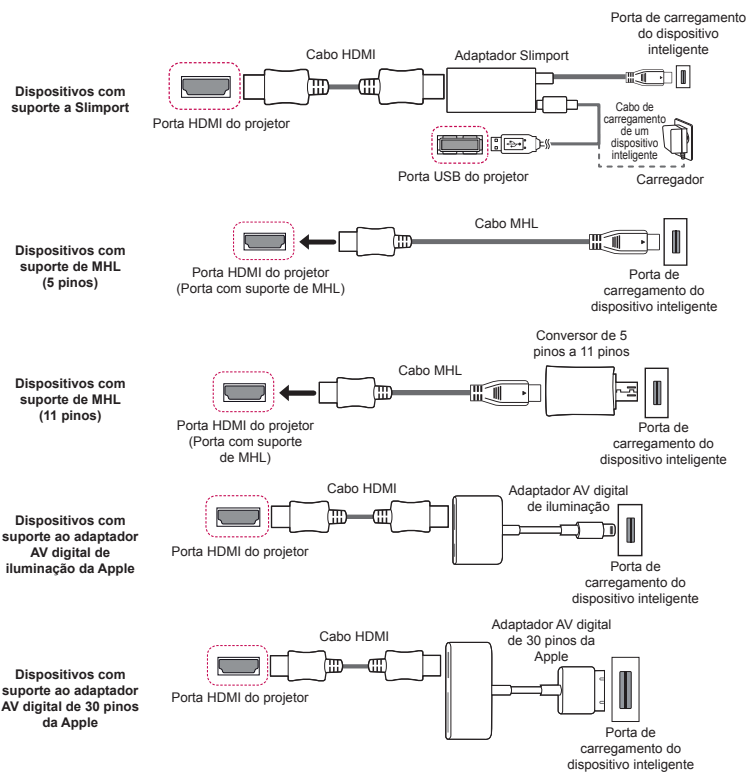 Dispositivos com
suporte a Slimport
Porta HDMI do projetor
Cabo HDMI
Adaptador Slimport
Porta de carregamento
do dispositivo
inteligente
Porta USB do projetor
Cabo de
carregamento
de um
dispositivo
inteligente
Carregador
Dispositivos com
suporte de MHL
(5 pinos)
Porta HDMI do projetor
(Porta com suporte de MHL)
Cabo MHL
Porta de
carregamento do
dispositivo inteligente
Dispositivos com
suporte de MHL
(11 pinos)
Porta HDMI do projetor
(Porta com suporte
de MHL)
Cabo MHL
Conversor de 5
pinos a 11 pinos
Porta de
carregamento do
dispositivo inteligente
Dispositivos com
suporte ao adaptador
AV digital de
iluminação da Apple
Porta HDMI do projetor
Cabo HDMI
Adaptador AV digital
de iluminação
Porta de
carregamento do
dispositivo inteligente
Dispositivos com
suporte ao adaptador
AV digital de 30 pinos
da Apple
Porta HDMI do projetor
Cabo HDMI
Adaptador AV digital
de 30 pinos da
Apple
Porta de
carregamento do
dispositivo inteligente